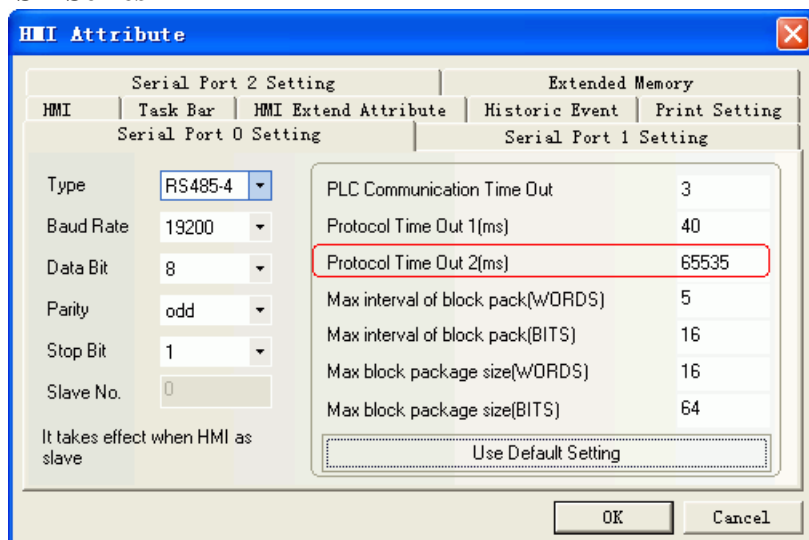 HMI Attribute
Serial Port 2 Setting Extended Memory
HMI Task Bar HMI Extend Attribute Historic Event Print Setting
Serial Port 0 Setting Serial Port 1 Setting
Type RS485-4 PLC Communication Time Out 3
Baud Rate 19200 Protocol Time Out 1(ms) 40
Data Bit 8 Protocol Time Out 2(ms) 65535
Parity odd Max interval of block pack(WORDS) 5
Max interval of block pack(BITS) 16
Stop Bit 1
Max block package size(WORDS) 16
Slave No. 0
Max block package size(BITS) 64
It takes effect when HMI as
slave
Use Default Setting
OK Cancel